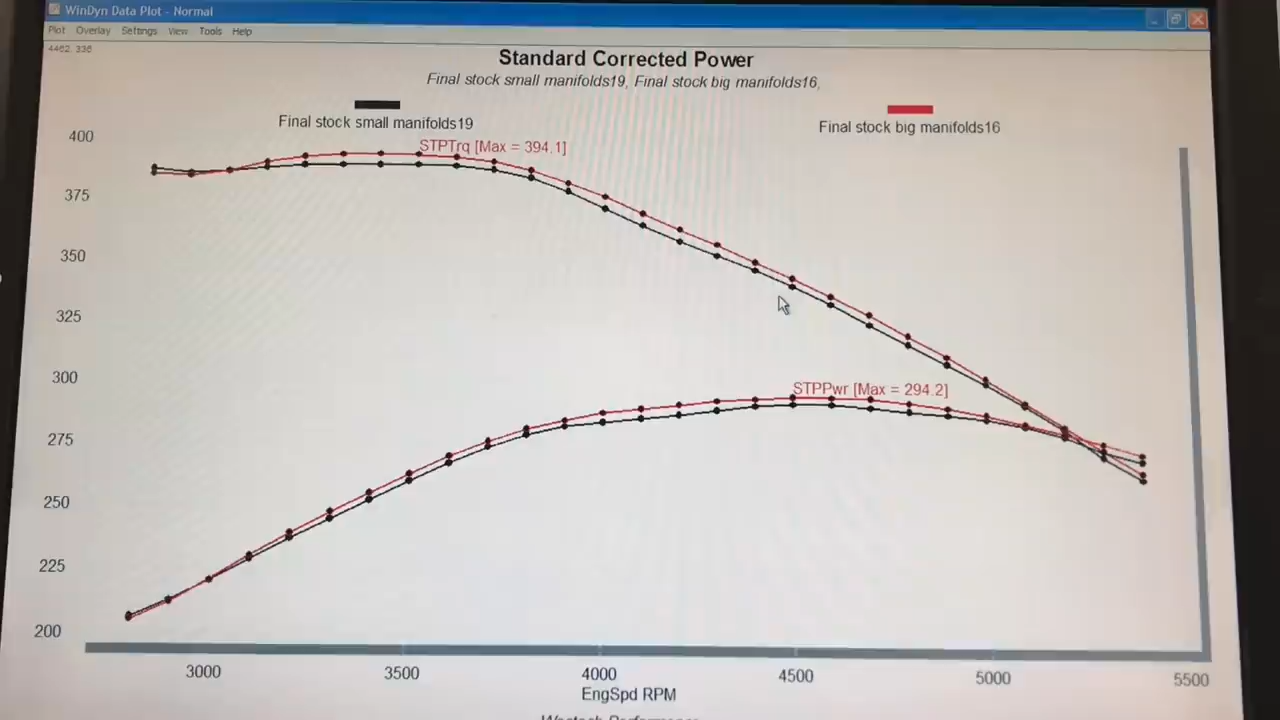 WinDyn Data Plot - Normal
Plot Overlay Settings View Tools Help
4462, 336
Standard Corrected Power
Final stock small manifolds19, Final stock big manifolds16,
Final stock small manifolds19
Final stock big manifolds16
400
STPTrq [Max = 394.1]
375
350
325
300
STPPwr [Max = 294.2]
275
250
225
200
3000 3500 4000 4500 5000 5500
EngSpd RPM
Westech Performance